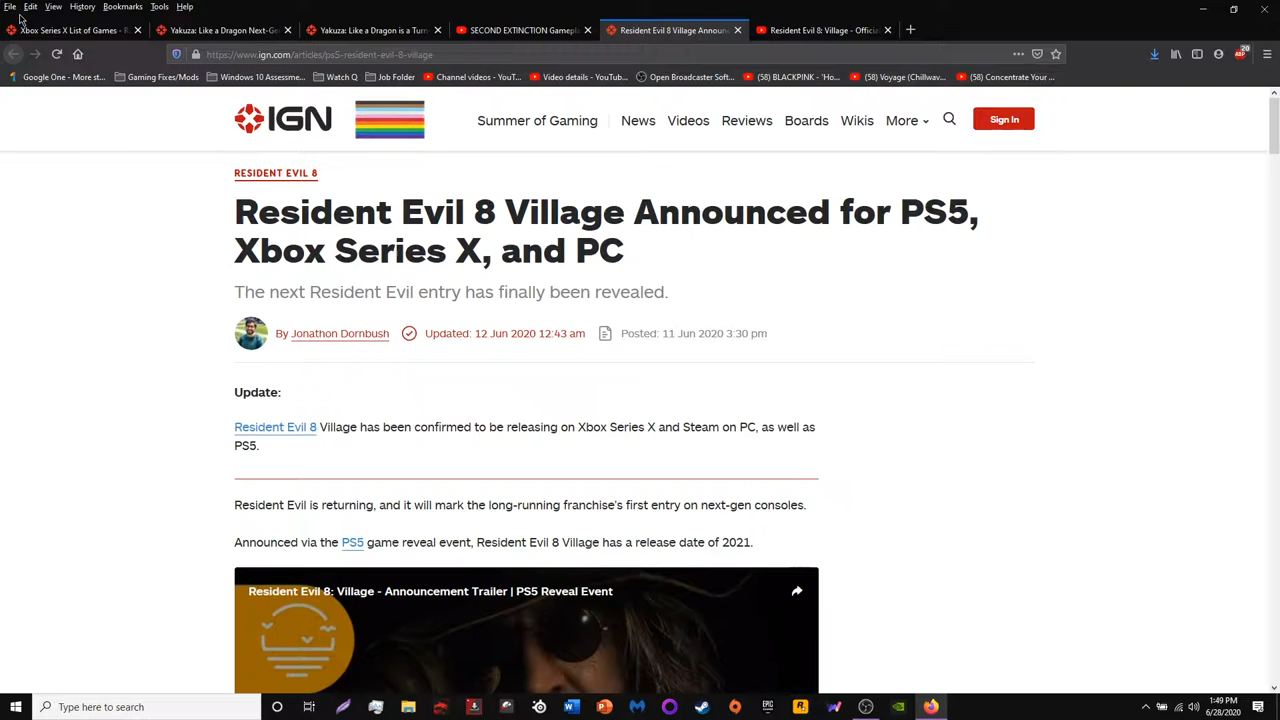 File Edit View History Bookmarks Tools Help
Xbox Series X List of Games - R
Yakuza: Like a Dragon Next-Ge
Yakuza: Like a Dragon is a Turn
SECOND EXTINCTION Gamepl
Resident Evil 8 Village Announc
Resident Evil 8: Village - Officia
https://www.ign.com/articles/ps5-resident-evil-8-village
20
Google One - More st...
Gaming Fixes/Mods
Windows 10 Assessme...
Watch Q
Job Folder
Channel videos - YouT...
Video details - YouT...
Open Broadcaster Soft...
(58) BLACKPINK - 'Ho...
(58) Voyage (Chillwav...
(58) Concentrate Your ...
IGN
Summer of Gaming News Videos Reviews Boards Wikis More
Sign In
RESIDENT EVIL 8
Resident Evil 8 Village Announced for PS5,
Xbox Series X, and PC
The next Resident Evil entry has finally been revealed.
By Jonathon Dornbush Updated: 12 Jun 2020 12:43 am Posted: 11 Jun 2020 3:30 pm
Update:
Resident Evil 8 Village has been confirmed to be releasing on Xbox Series X and Steam on PC, as well as
PS5.
Resident Evil is returning, and it will mark the long-running franchise's first entry on next-gen consoles.
Announced via the PS5 game reveal event, Resident Evil 8 Village has a release date of 2021.
Resident Evil 8: Village - Announcement Trailer | PS5 Reveal Event
Type here to search
1:49 PM
6/28/2020